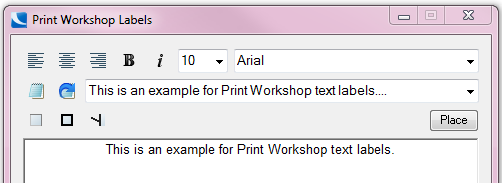 Print Workshop Labels
B i 10 Arial
This is an example for Print Workshop text labels....
Place
This is an example for Print Workshop text labels.